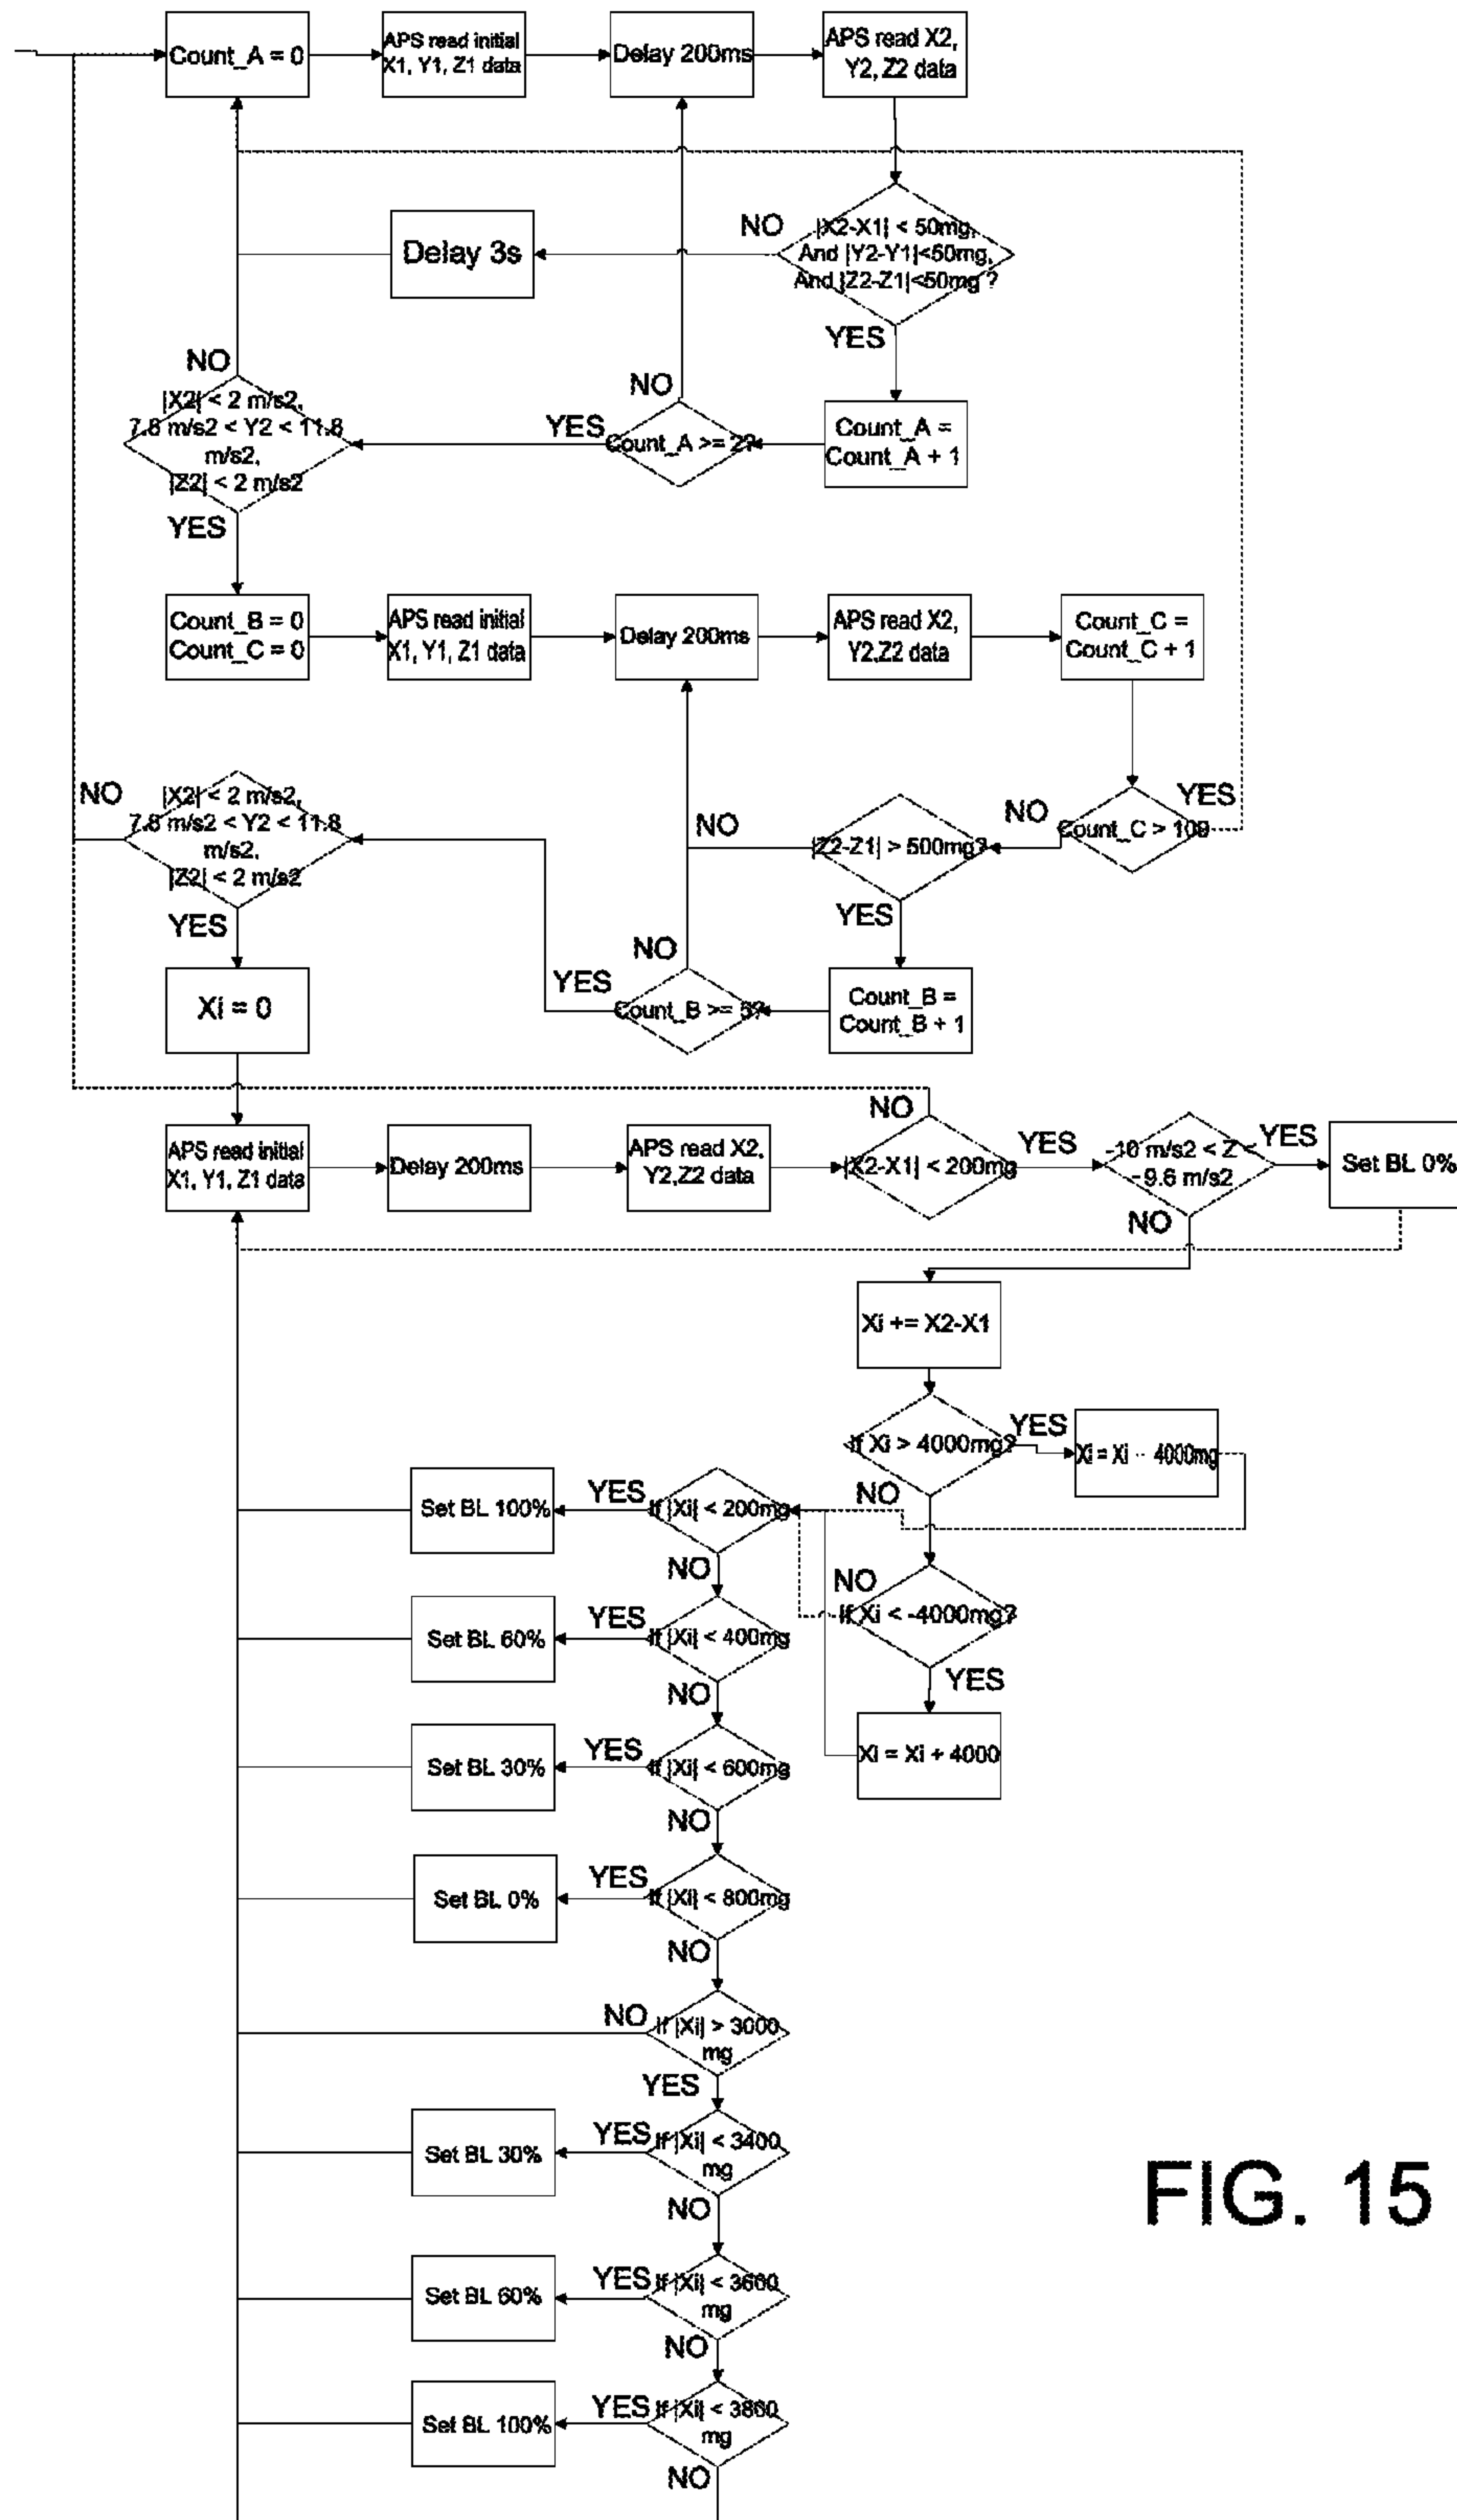 Count_A = 0
APS read initial
X1, Y1, Z1 data
Delay 200ms
APS read X2,
Y2, Z2 data
NO
|X2-X1| < 50mg,
And |Y2-Y1|<50mg,
And |Z2-Z1|<50mg ?
Delay 3s
YES
NO
|X2| < 2 m/s2,
7.8 m/s2 < Y2 < 11.8
m/s2,
|Z2| < 2 m/s2
YES
NO
YES
Count_A >= 2?
Count_A =
Count_A + 1
Count_B = 0
Count_C = 0
APS read initial
X1, Y1, Z1 data
Delay 200ms
APS read X2,
Y2,Z2 data
Count_C =
Count_C + 1
NO
|X2| < 2 m/s2,
7.8 m/s2 < Y2 < 11.8
m/s2,
|Z2| < 2 m/s2
YES
NO
|Z2-Z1| > 500mg?
YES
NO
Count_C > 100
YES
Xi = 0
YES
NO
Count_B >= 5?
Count_B =
Count_B + 1
APS read initial
X1, Y1, Z1 data
Delay 200ms
APS read X2,
Y2,Z2 data
NO
|X2-X1| < 200mg
YES
-10 m/s2 < Z <
-9.6 m/s2
YES
NO
Set BL 0%
Xi += X2-X1
If Xi > 4000mg?
YES
Xi = Xi - 4000mg
NO
Set BL 100%
YES
If |Xi| < 200mg
NO
NO
If Xi < -4000mg?
YES
Xi = Xi + 4000
Set BL 60%
YES
If |Xi| < 400mg
NO
Set BL 30%
YES
If |Xi| < 600mg
NO
Set BL 0%
YES
If |Xi| < 800mg
NO
NO
If |Xi| > 3000
mg
YES
Set BL 30%
YES
If |Xi| < 3400
mg
NO
Set BL 60%
YES
If |Xi| < 3600
mg
NO
Set BL 100%
YES
If |Xi| < 3800
mg
NO
FIG. 15